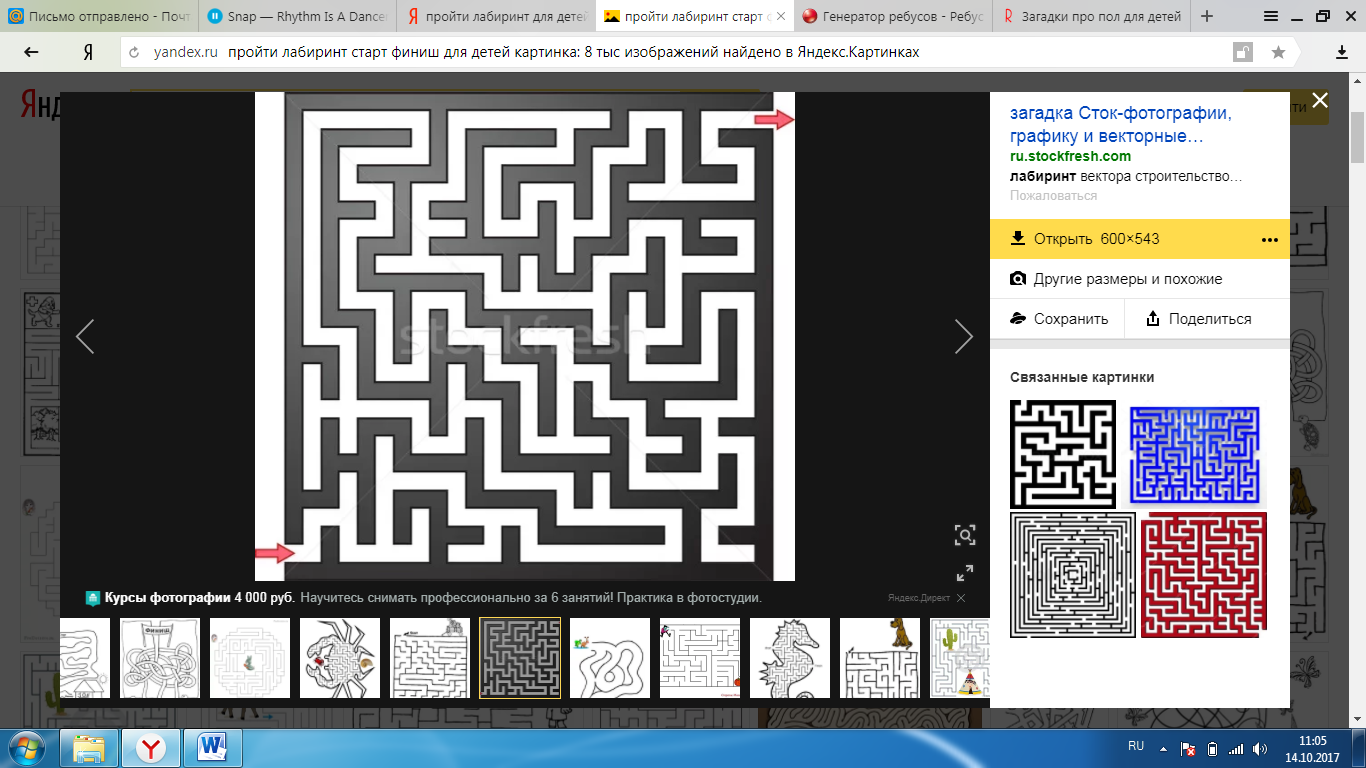 Письмо отправлено - Почт
Snap — Rhythm Is A Dancer
пройти лабиринт для детей
пройти лабиринт старт ф
Генератор ребусов - Ребус
Загадки про пол для детей
yandex.ru пройти лабиринт старт финиш для детей картинка: 8 тыс изображений найдено в Яндекс.Картинках
Янд
йти
загадка Сток-фотографии,
графику и векторные…
ru.stockfresh.com
лабиринт вектора строительство…
Пожаловаться
Открыть 600×543
Другие размеры и похожие
Сохранить
Поделиться
Связанные картинки
stockfresh
Курсы фотографии 4 000 руб. Научитесь снимать профессионально за 6 занятий! Практика в фотостудии.
Яндекс.Директ
RU
11:05
14.10.2017